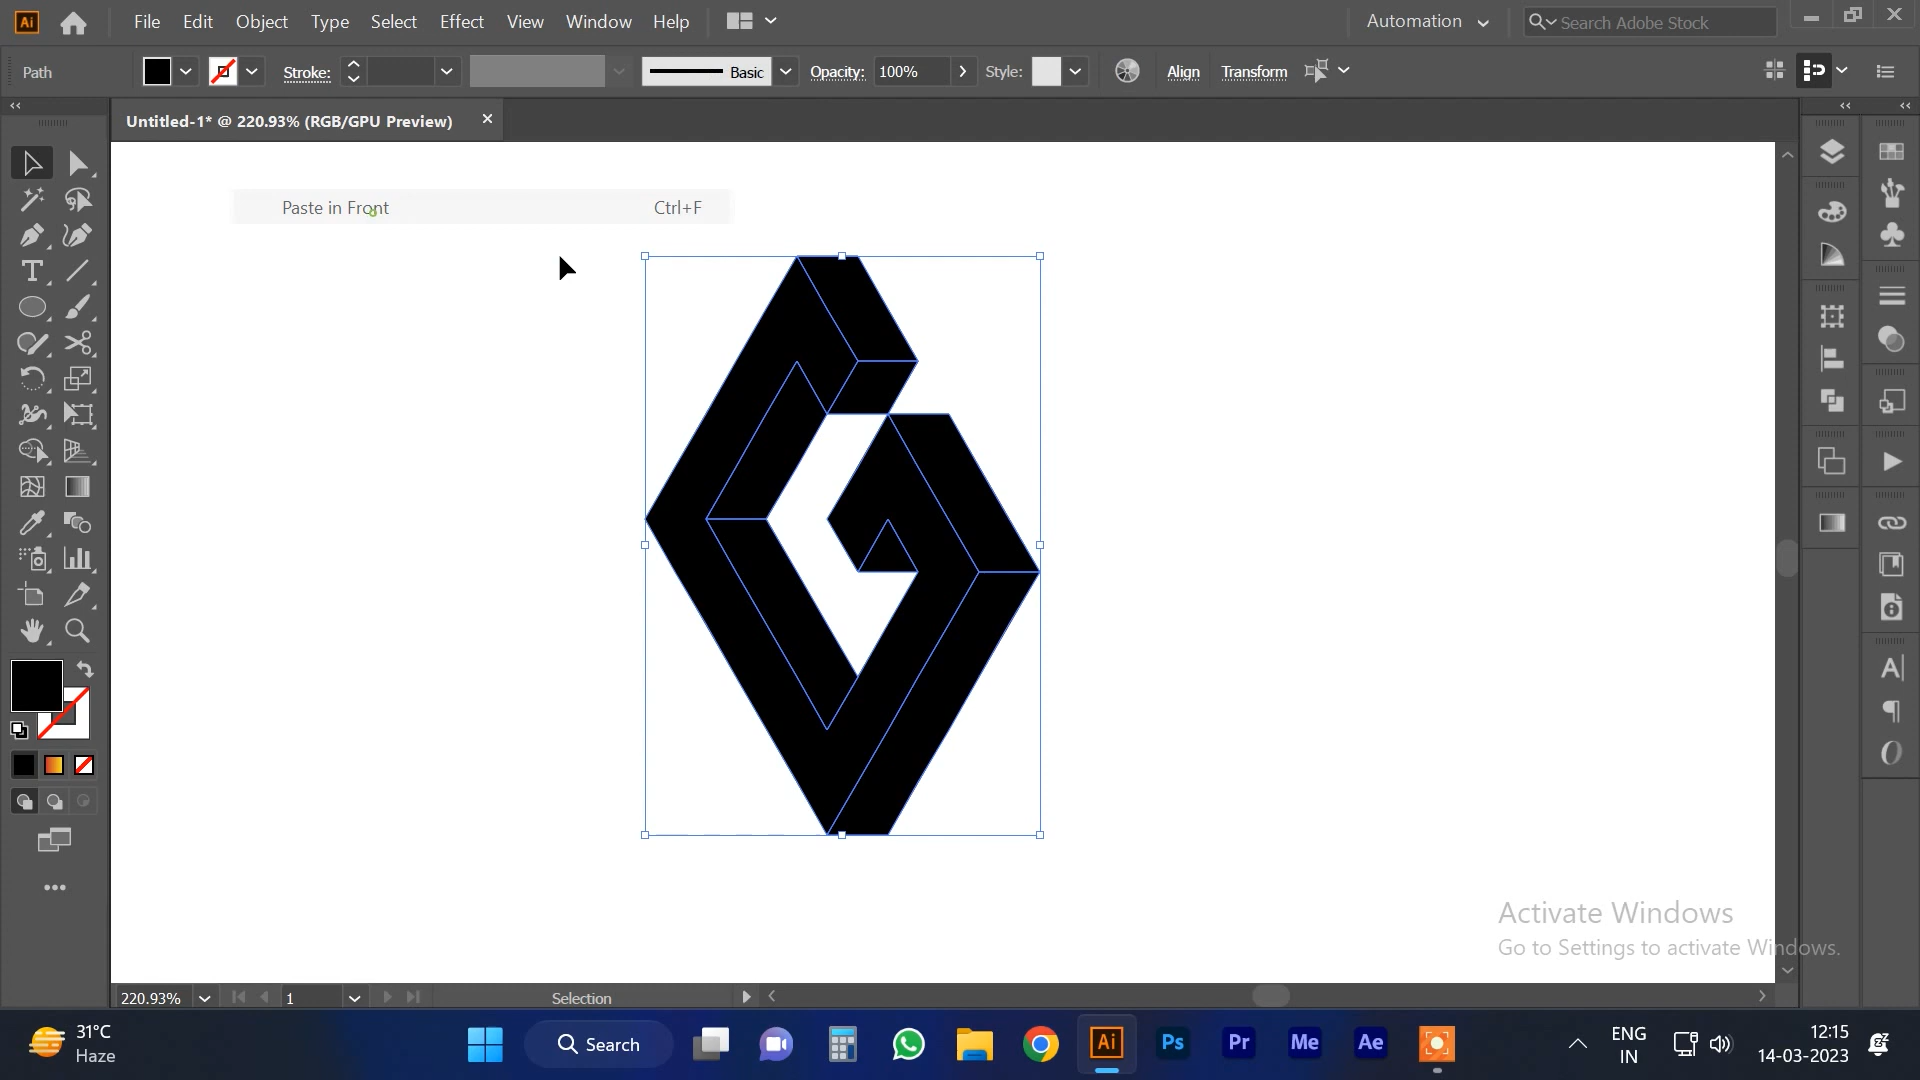 Ai
File Edit Object Type Select Effect View Window Help
Automation
Search Adobe Stock
Path
Stroke:
Basic
Opacity: 100%
Style:
Align
Transform
Untitled-1* @ 220.93% (RGB/GPU Preview)
Paste in Front Ctrl+F
Activate Windows
Go to Settings to activate Windows.
220.93%
1
Selection
31°C
Haze
Search
Ai
Ps
Pr
Me
Ae
ENG
IN
12:15
14-03-2023